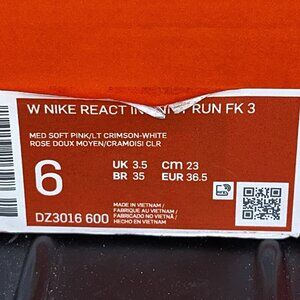 W NIKE REACT IN RUN FK 3
MED SOFT PINK/LT CRIMSON-WHITE
ROSE DOUX MOYEN/CRAMOISI CLR
6
UK 3.5 cm 23
BR 35 EUR 36.5
DZ3016 600
MADE IN VIETNAM /
FABRIQUÉ AU VIETNAM /
FABRICADO NO VIETNAM /
HECHO EN VIETNAM